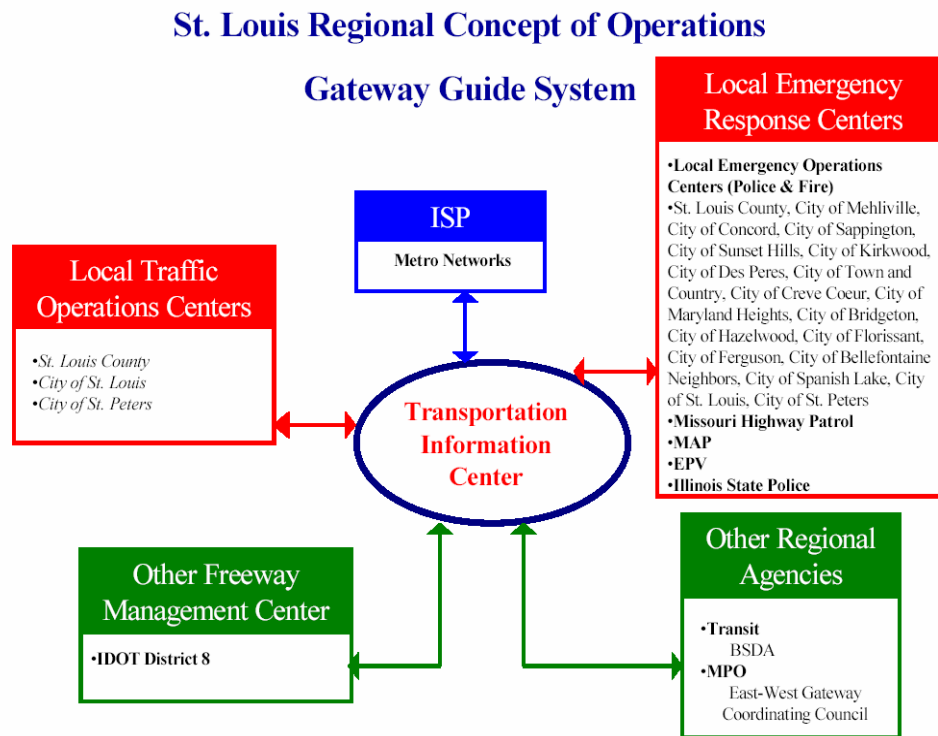 St. Louis Regional Concept of Operations
Gateway Guide System
Local Emergency
Response Centers
•Local Emergency Operations
Centers (Police & Fire)
•St. Louis County, City of Mehliville,
City of Concord, City of Sappington,
City of Sunset Hills, City of Kirkwood,
City of Des Peres, City of Town and
Country, City of Creve Coeur, City of
Maryland Heights, City of Bridgeton,
City of Hazelwood, City of Florissant,
City of Ferguson, City of Bellefontaine
Neighbors, City of Spanish Lake, City
of St. Louis, City of St. Peters
•Missouri Highway Patrol
•MAP
•EPV
•Illinois State Police
ISP
Metro Networks
Local Traffic
Operations Centers
•St. Louis County
•City of St. Louis
•City of St. Peters
Transportation
Information
Center
Other Freeway
Management Center
•IDOT District 8
Other Regional
Agencies
•Transit
BSDA
•MPO
East-West Gateway
Coordinating Council